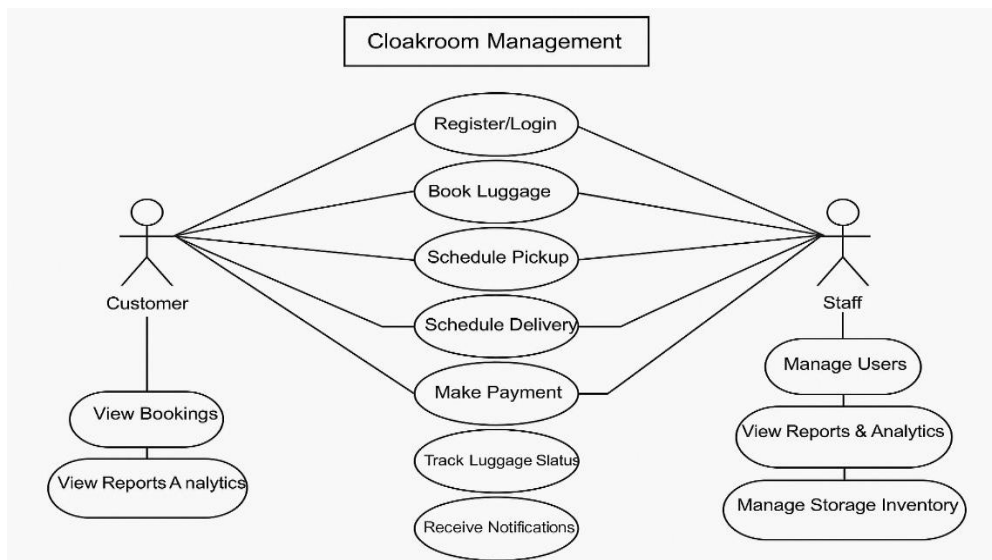 Cloakroom Management
Register/Login
Book Luggage
Schedule Pickup
Schedule Delivery
Make Payment
Track Luggage Slatus
Receive Notifications
Customer
View Bookings
View Reports A nalytics
Staff
Manage Users
View Reports & Analytics
Manage Storage Inventory